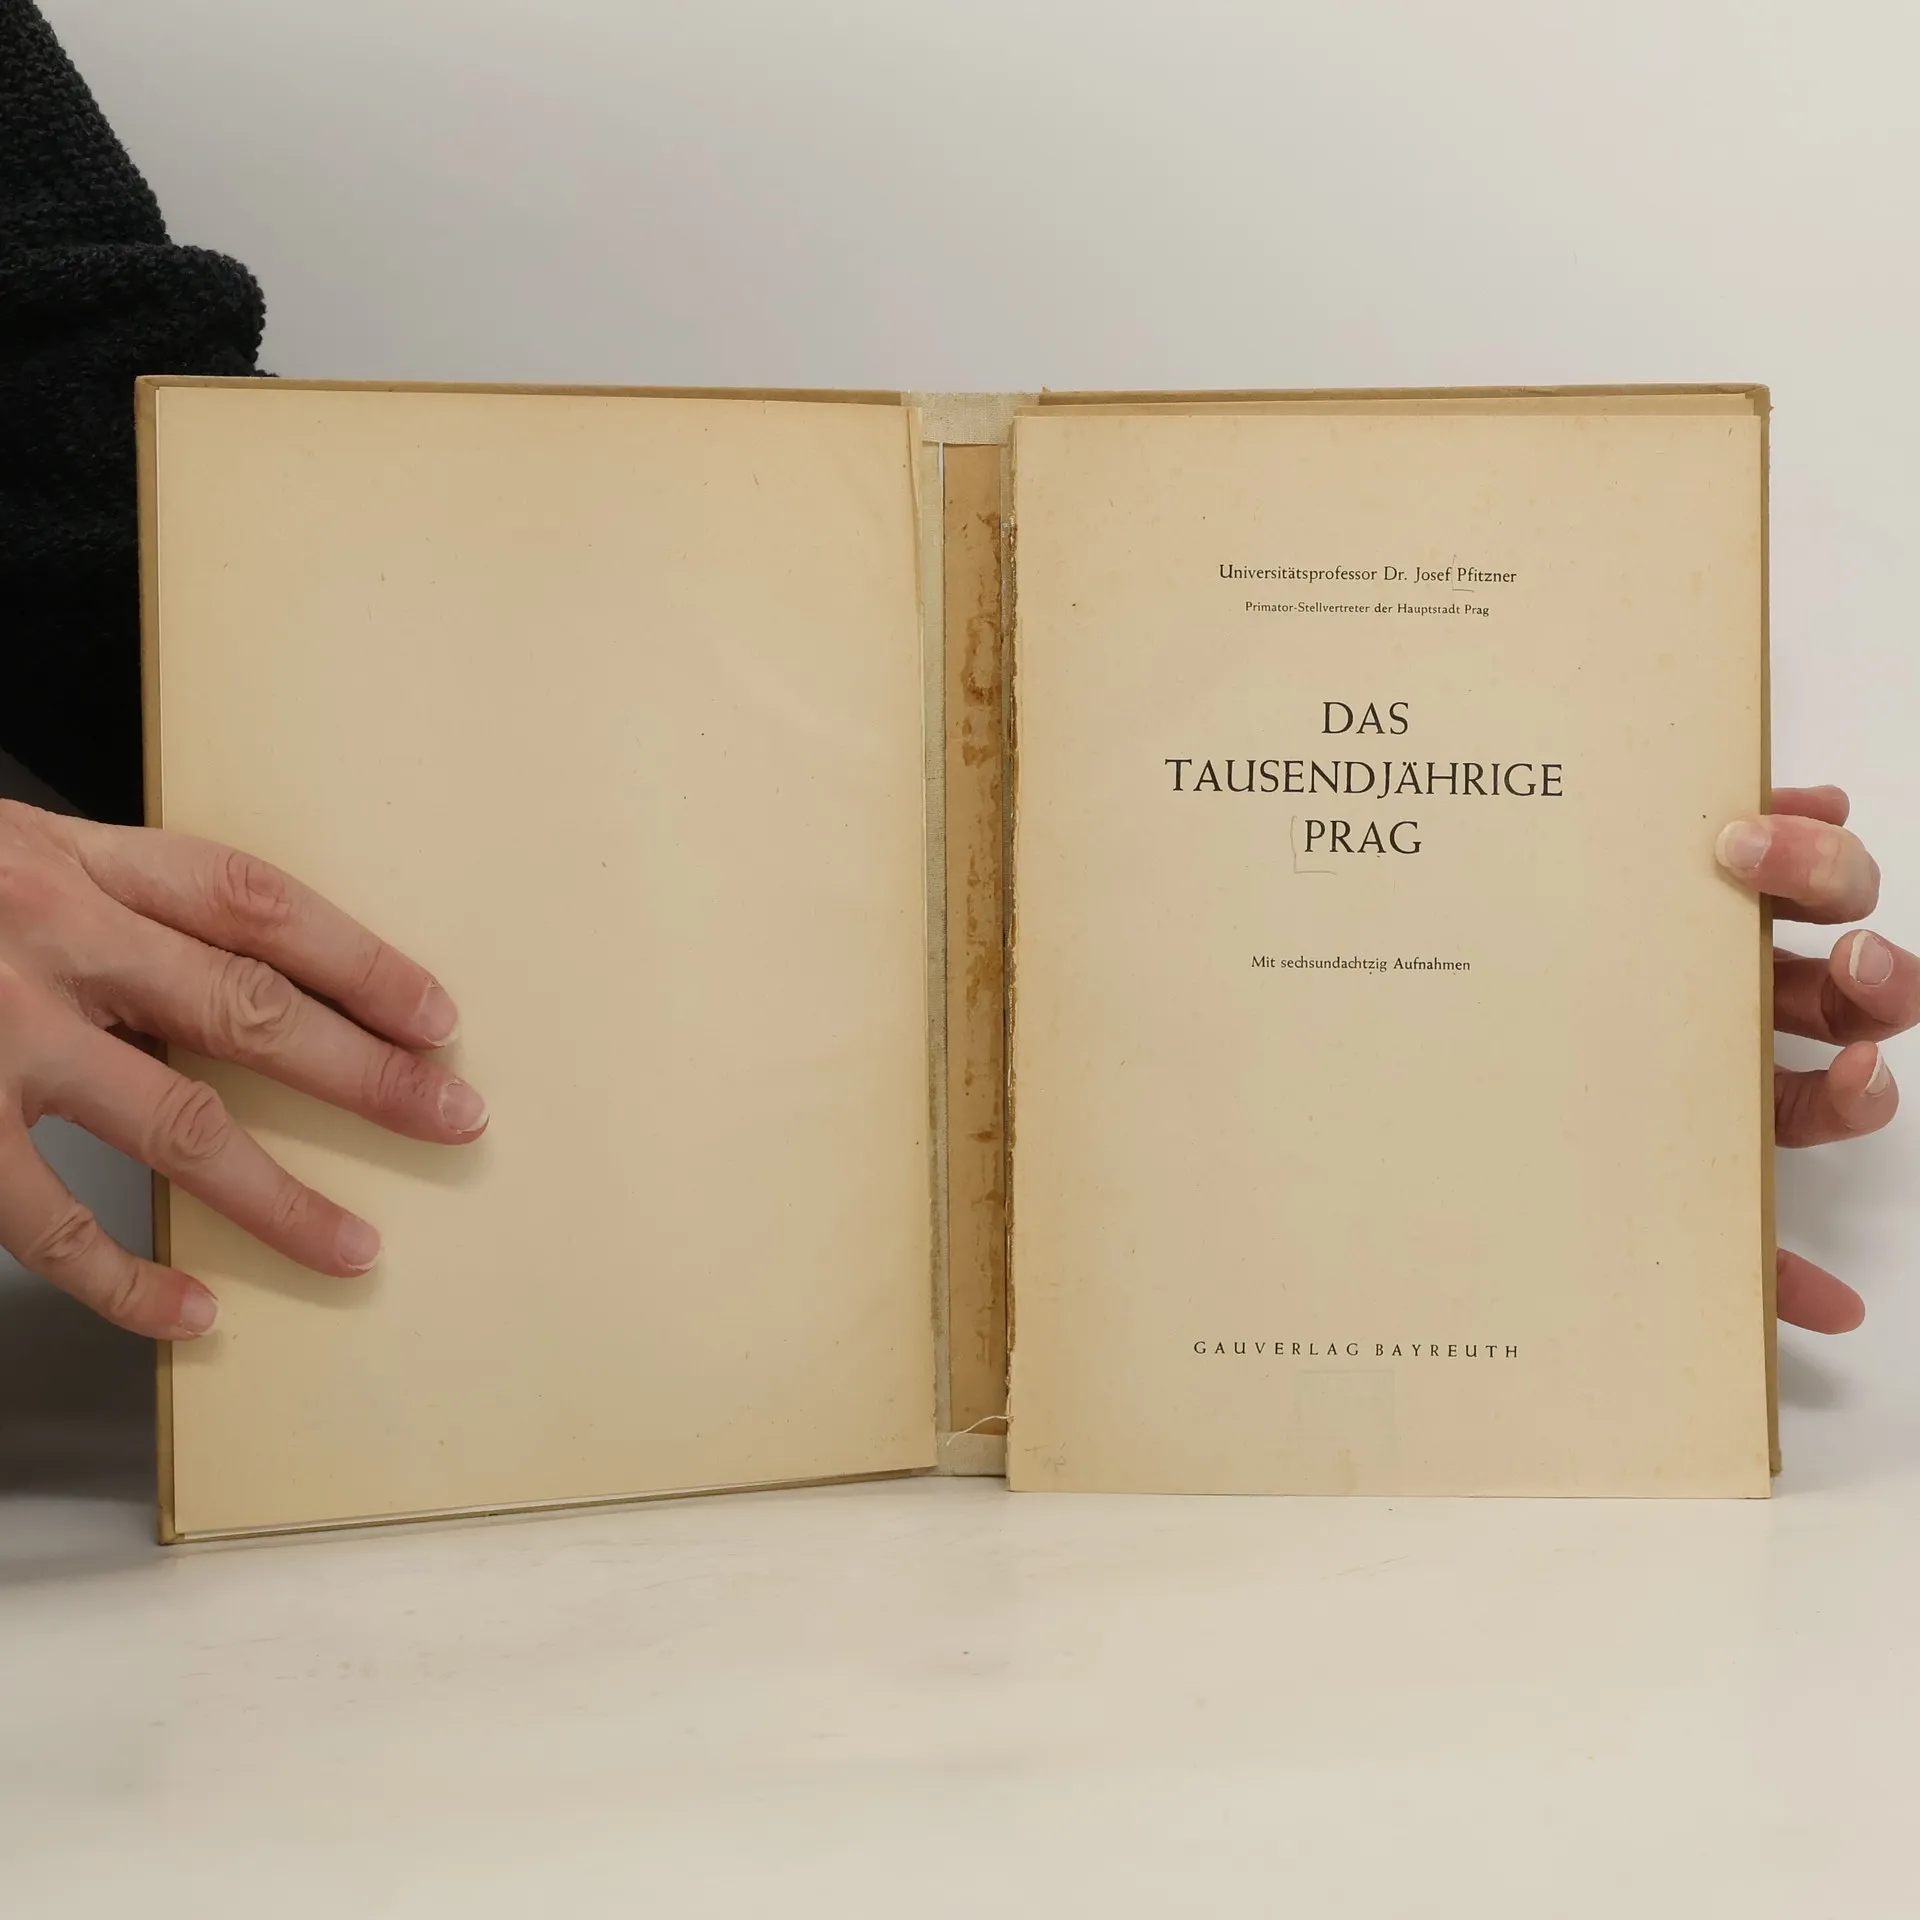 Universitätsprofessor Dr. Josef Pfitzner
Primator-Stellvertreter der Hauptstadt Prag
DAS
TAUSENDJÄHRIGE
PRAG
Mit sechsundachtzig Aufnahmen
GAUVERLAG BAYREUTH